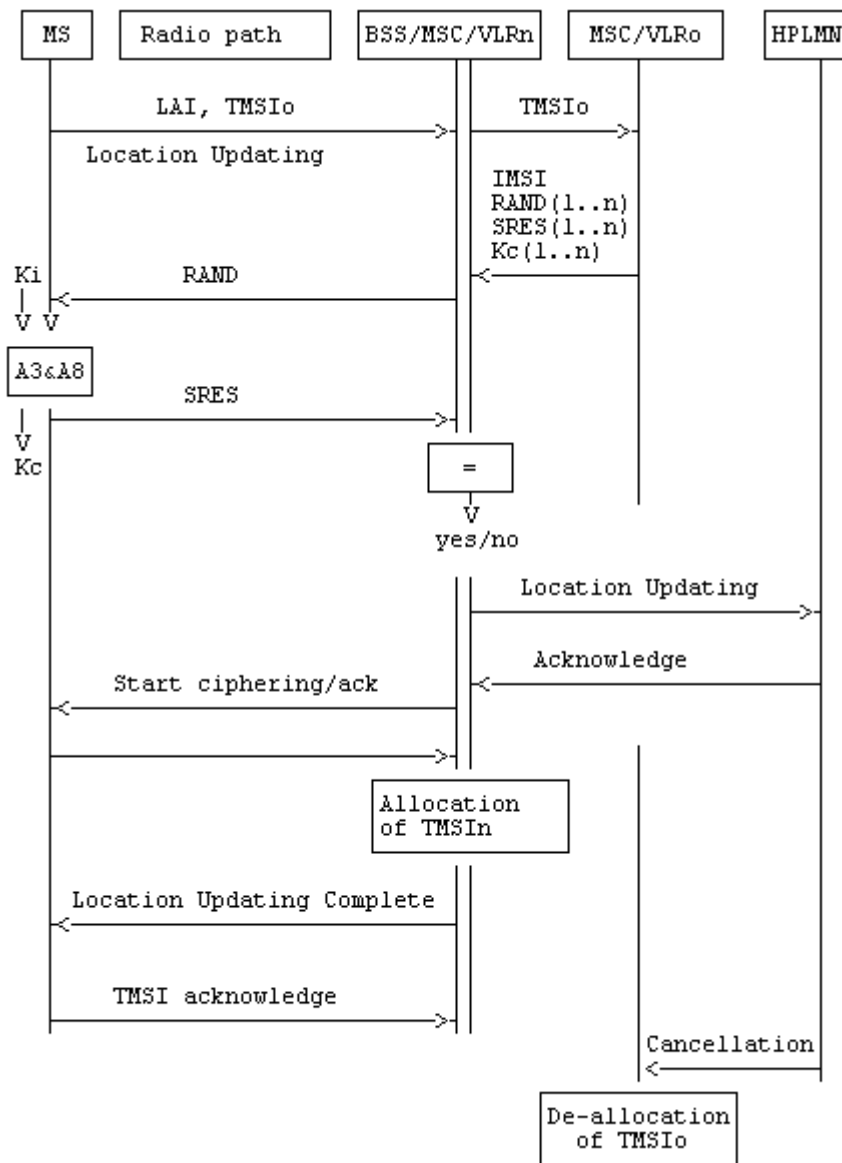 MS
Radio path
BSS/MSC/VLRn
MSC/VLRo
HPLMN
LAI, TMSIo
TMSIo
Location Updating
IMSI
RAND(1..n)
SRES(1..n)
Kc(1..n)
Ki
RAND
V V
A3&A8
SRES
V
Kc
=
V
yes/no
Location Updating
Acknowledge
Start ciphering/ack
Allocation
of TMSIn
Location Updating Complete
TMSI acknowledge
Cancellation
De-allocation
of TMSIo